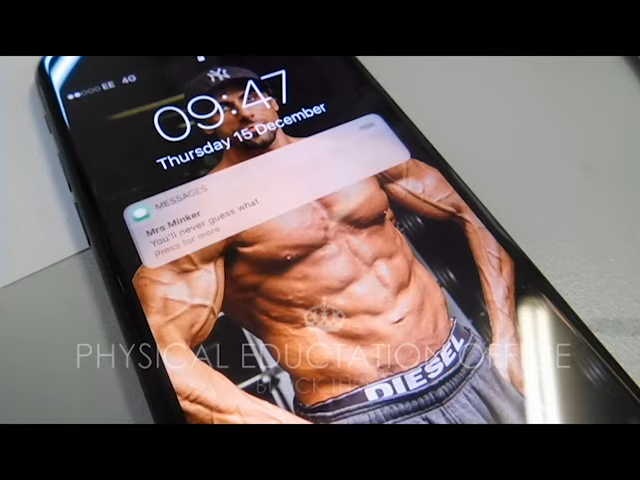 EE 4G
NY
09:47
Thursday 15 December
MESSAGES
Mrs Minker
You'll never guess what
Press for more
PHYSICAL EDUCTATION OFFICE
DIESEL